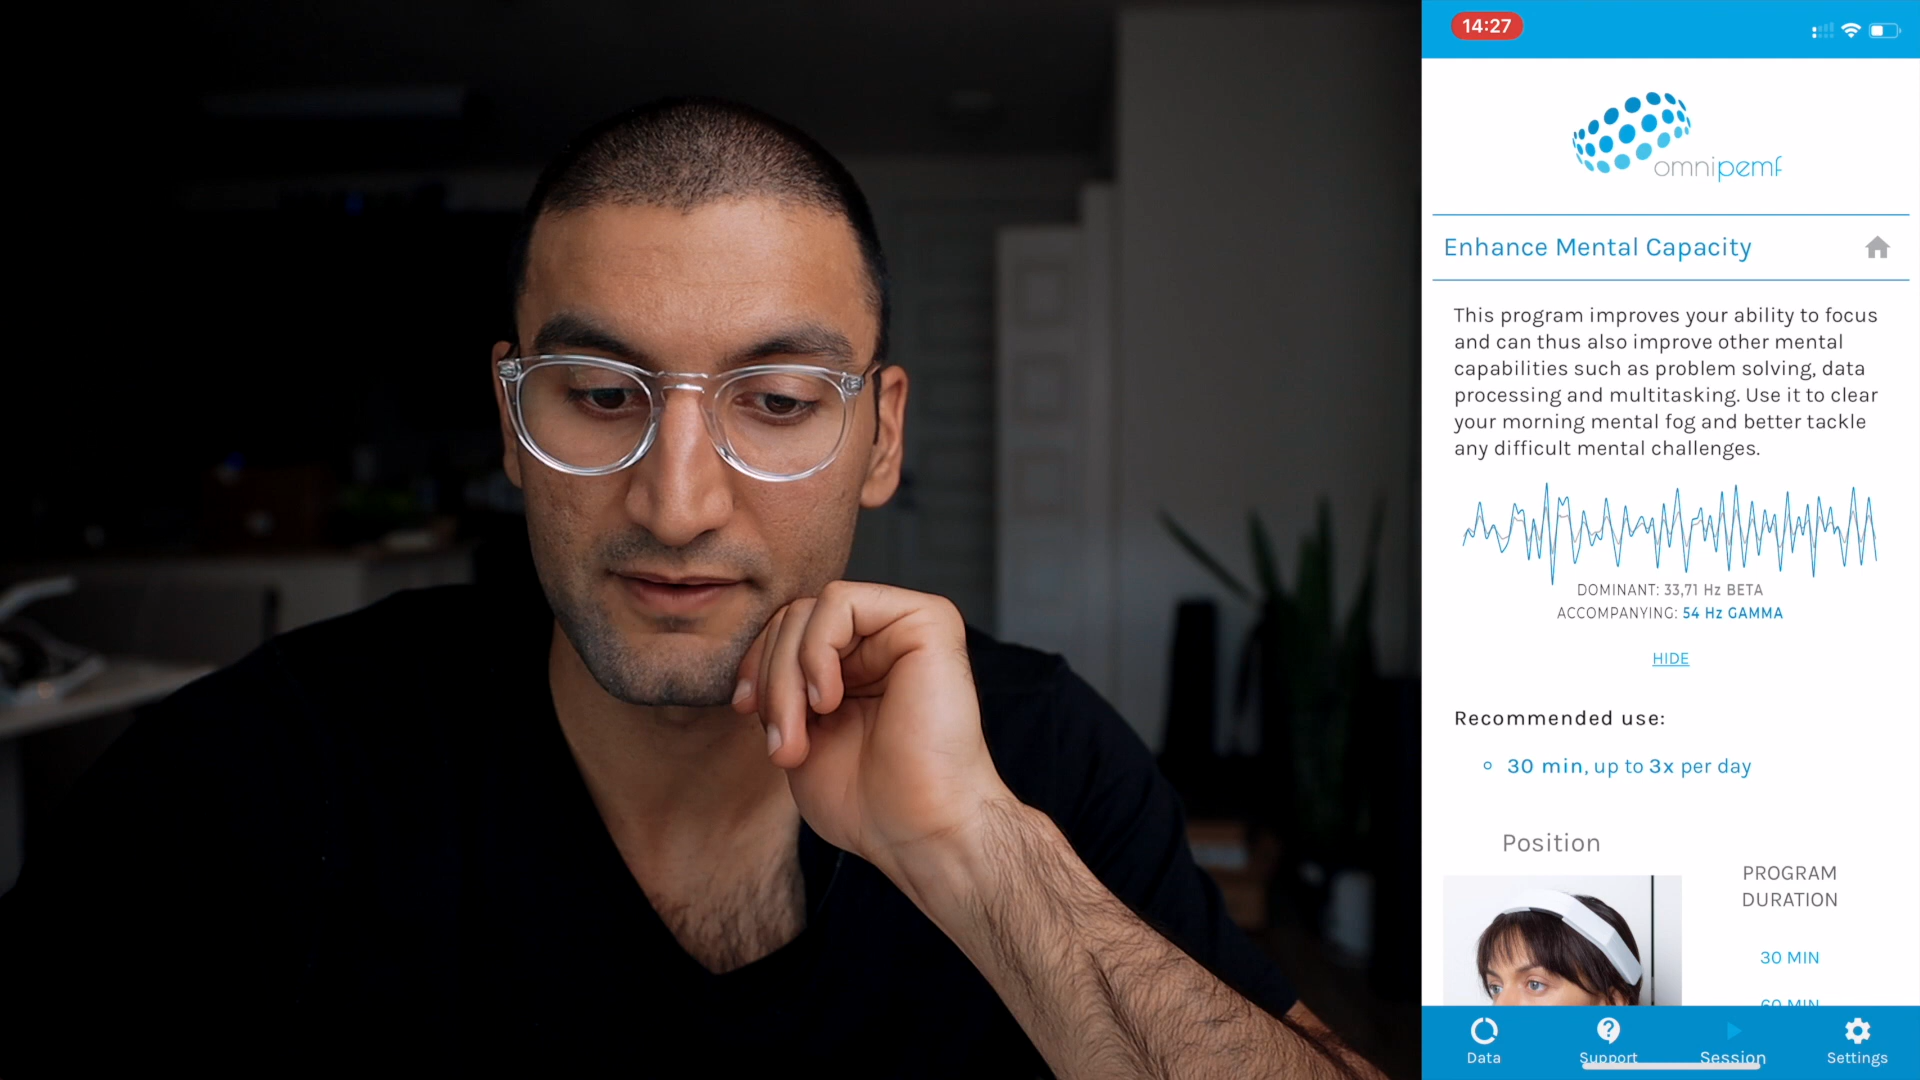 14:27
omnipemf
Enhance Mental Capacity
This program improves your ability to focus
and can thus also improve other mental
capabilities such as problem solving, data
processing and multitasking. Use it to clear
your morning mental fog and better tackle
any difficult mental challenges.
DOMINANT: 33,71 Hz BETA
ACCOMPANYING: 54 Hz GAMMA
HIDE
Recommended use:
30 min, up to 3x per day
Position
PROGRAM
DURATION
30 MIN
60 MIN
Data
Support
Session
Settings